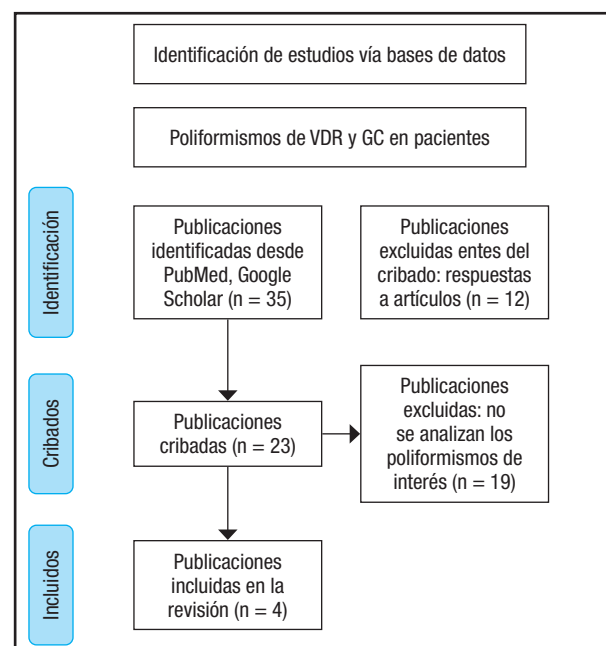 Identificación de estudios vía bases de datos
Poliformismos de VDR y GC en pacientes
Identificación
Publicaciones
identificadas desde
PubMed, Google
Scholar (n = 35)
Publicaciones
excluidas entes del
cribado: respuestas
a artículos (n = 12)
Cribados
Publicaciones
cribadas (n = 23)
Publicaciones
excluidas: no
se analizan los
poliformismos de
interés (n = 19)
Incluidos
Publicaciones
incluidas en la
revisión (n = 4)